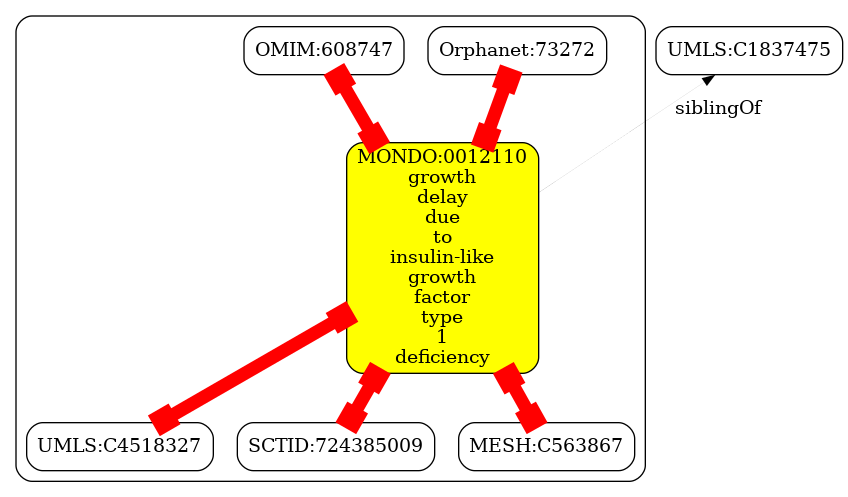 OMIM:608747
Orphanet:73272
UMLS:C1837475
siblingOf
MONDO:0012110
growth
delay
due
to
insulin-like
growth
factor
type
1
deficiency
UMLS:C4518327
SCTID:724385009
MESH:C563867